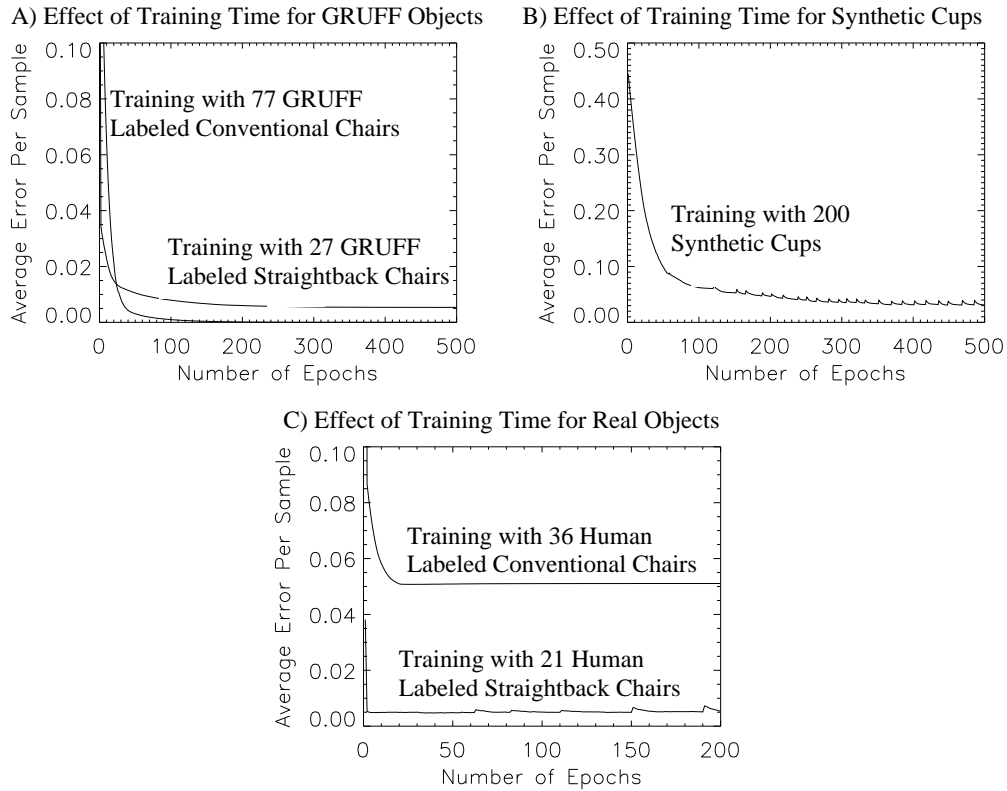 A) Effect of Training Time for GRUFF Objects
Average Error Per Sample
0.10
0.08
0.06
0.04
0.02
0.00
Training with 77 GRUFF
Labeled Conventional Chairs
Training with 27 GRUFF
Labeled Straightback Chairs
0 100 200 300 400 500
Number of Epochs
B) Effect of Training Time for Synthetic Cups
Average Error Per Sample
0.50
0.40
0.30
0.20
0.10
0.00
Training with 200
Synthetic Cups
0 100 200 300 400 500
Number of Epochs
C) Effect of Training Time for Real Objects
Average Error Per Sample
0.10
0.08
0.06
0.04
0.02
0.00
Training with 36 Human
Labeled Conventional Chairs
Training with 21 Human
Labeled Straightback Chairs
0 50 100 150 200
Number of Epochs